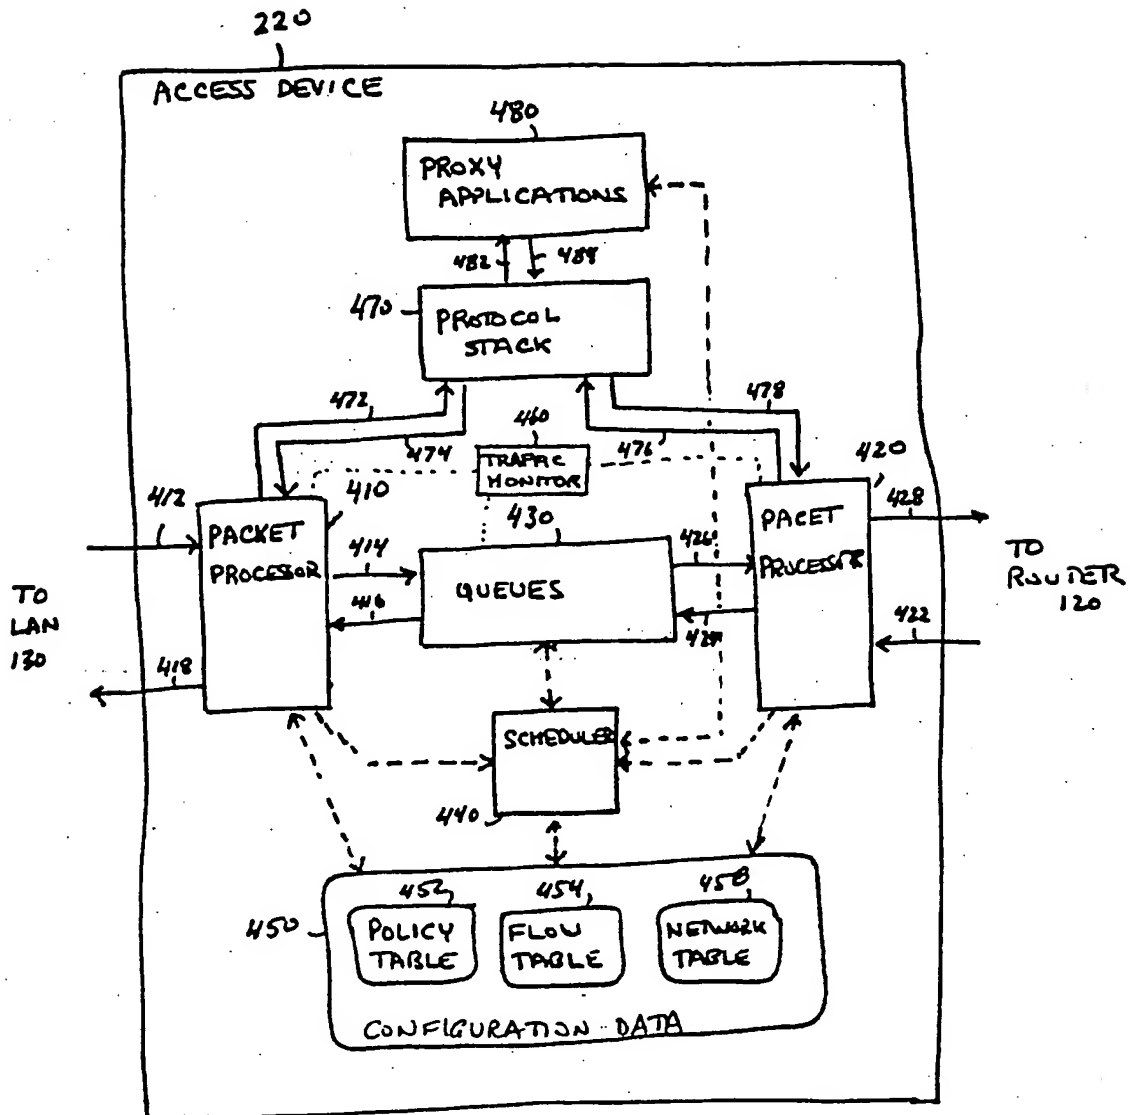 220
ACCESS DEVICE
480
PROXY
APPLICATIONS
482
484
470
PROTOCOL
STACK
472
474
460
476
478
TRAFFIC
MONITOR
420
412
410
430
428
PACKET
PROCESSOR
414
416
QUEUES
426
PACET
424
TO
LAN
130
TO
ROUTER
120
422
418
SCHEDULER
440
450
452
454
458
POLICY
TABLE
FLOW
TABLE
NETWORK
TABLE
CONFIGURATION DATA